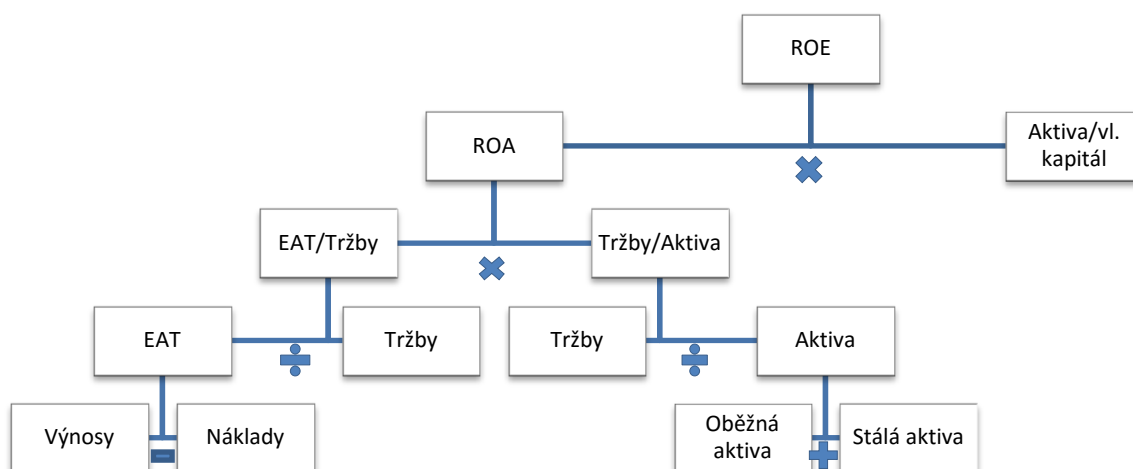 ROE
ROA
Aktiva/vl.
kapitál
EAT/Tržby
Tržby/Aktiva
EAT
Tržby
Tržby
Aktiva
Výnosy
Náklady
Oběžná
aktiva
Stálá aktiva